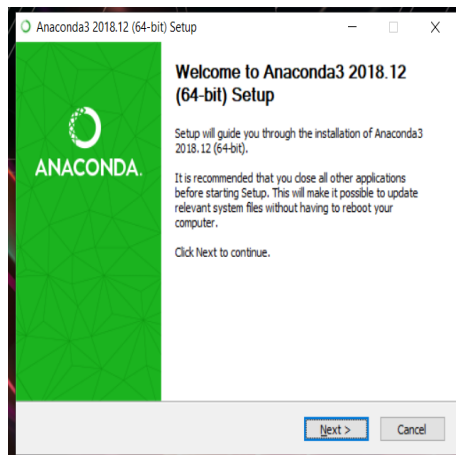 Anaconda3 2018.12 (64-bit) Setup
Welcome to Anaconda3 2018.12
(64-bit) Setup
Setup will guide you through the installation of Anaconda3
2018.12 (64-bit).
It is recommended that you close all other applications
before starting Setup. This will make it possible to update
relevant system files without having to reboot your
computer.
Click Next to continue.
ANACONDA.
Next >
Cancel